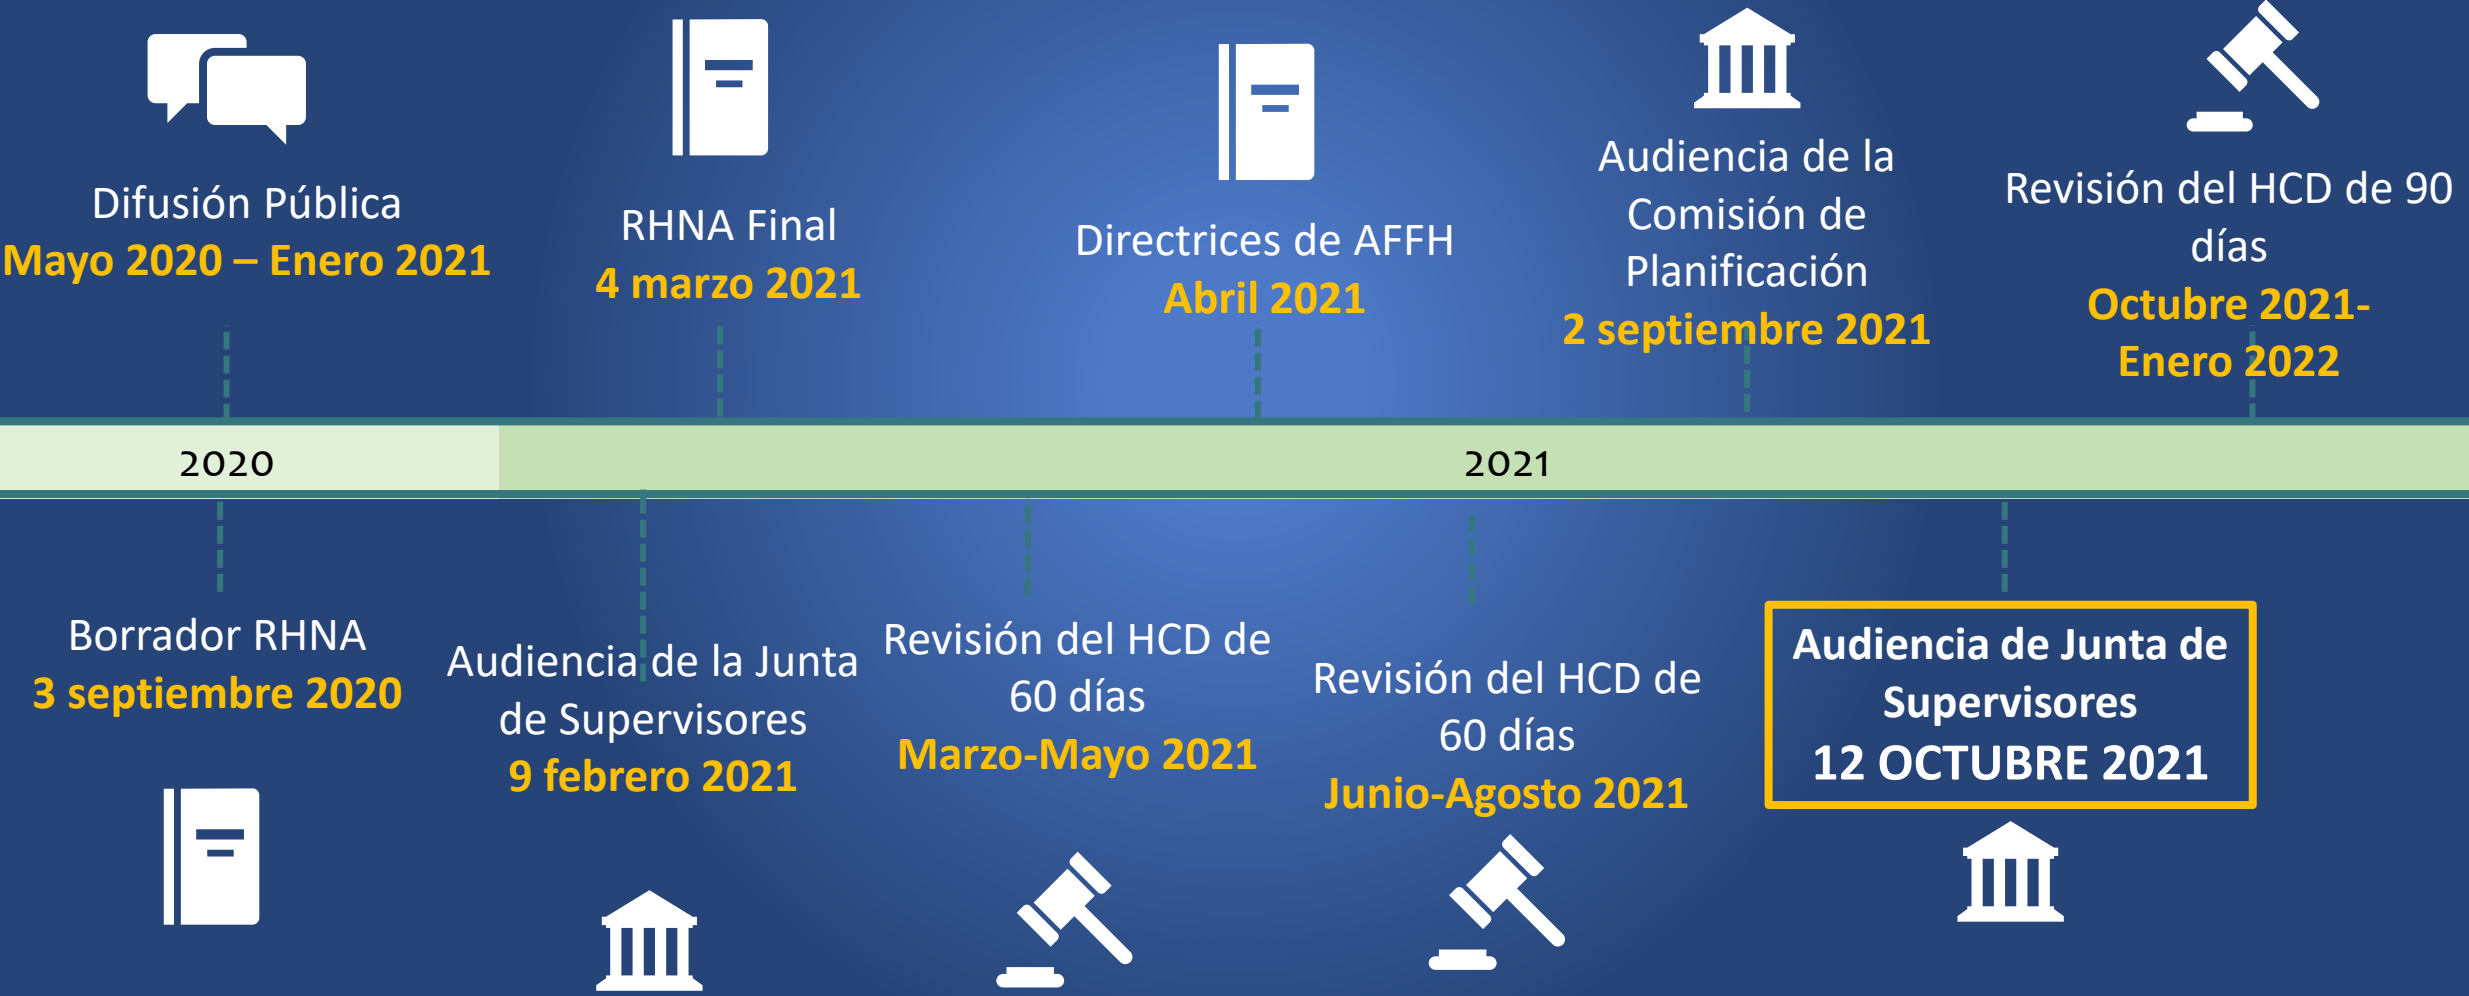 Difusión Pública
Mayo 2020 – Enero 2021
RHNA Final
4 marzo 2021
Directrices de AFFH
Abril 2021
Audiencia de la
Comisión de
Planificación
2 septiembre 2021
Revisión del HCD de 90
días
Octubre 2021-
Enero 2022
2020
2021
Borrador RHNA
3 septiembre 2020
Audiencia de la Junta
de Supervisores
9 febrero 2021
Revisión del HCD de
60 días
Marzo-Mayo 2021
Revisión del HCD de
60 días
Junio-Agosto 2021
Audiencia de Junta de
Supervisores
12 OCTUBRE 2021